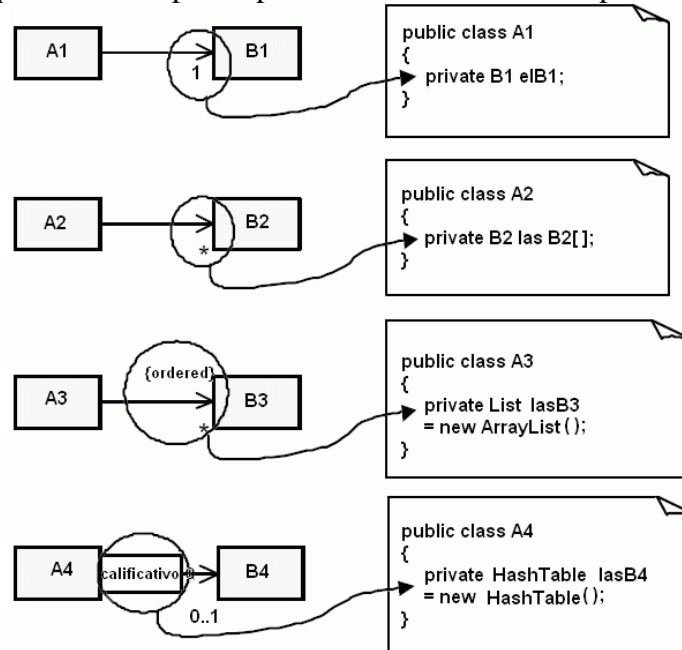 A1
B1
1
public class A1
{
private B1 elB1;
}
A2
B2
*
public class A2
{
private B2 las B2[ ];
}
{ordered}
A3
B3
*
public class A3
{
private List lasB3
= new ArrayList();
}
A4
calificativo
B4
0..1
public class A4
{
private HashTable lasB4
= new HashTable();
}